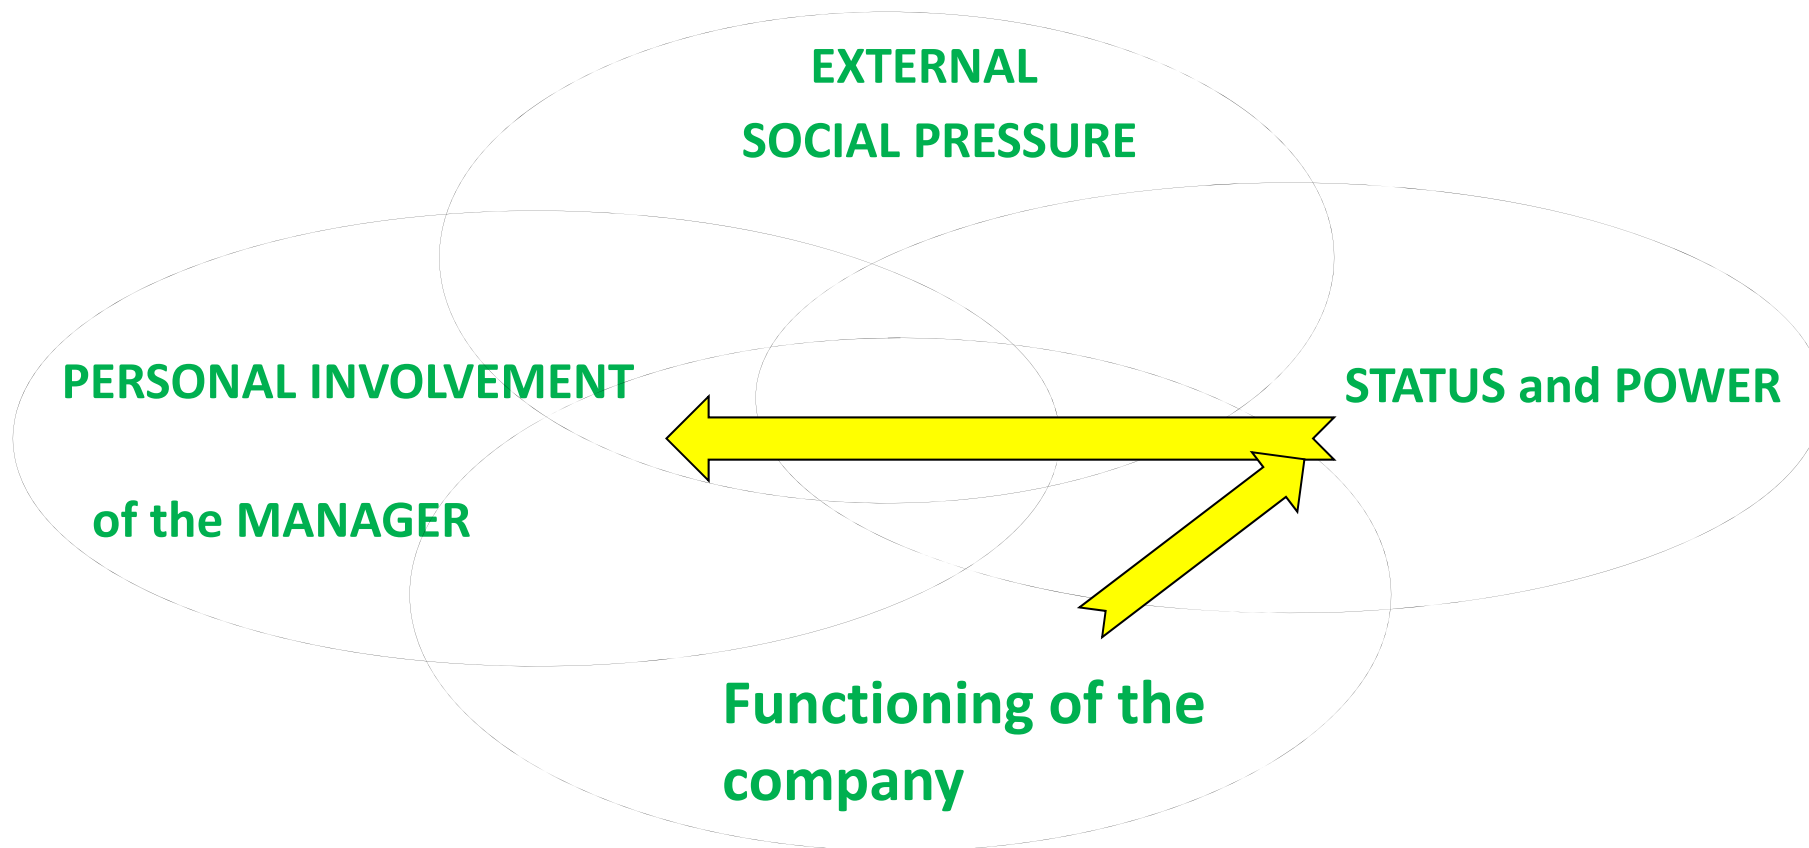 EXTERNAL
SOCIAL PRESSURE
PERSONAL INVOLVEMENT
of the MANAGER
STATUS and POWER
Functioning of the
company